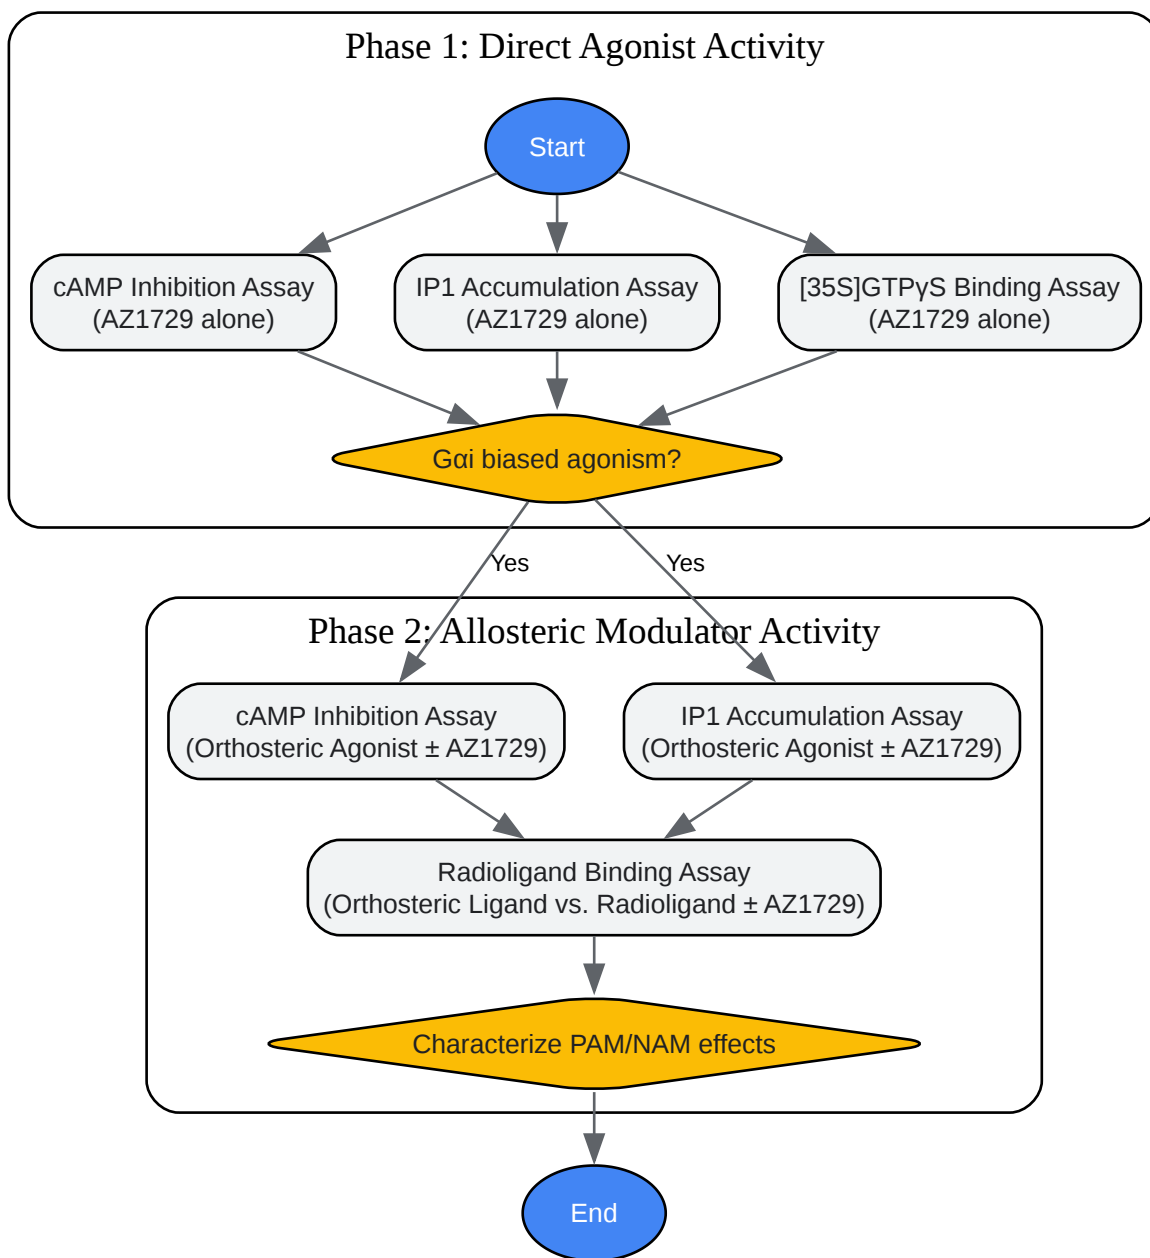 Phase 1: Direct Agonist Activity
Start
cAMP Inhibition Assay
(AZ1729 alone)
IP1 Accumulation Assay
(AZ1729 alone)
[35S]GTPγS Binding Assay
(AZ1729 alone)
Gαi biased agonism?
Yes
Yes
Phase 2: Allosteric Modulator Activity
cAMP Inhibition Assay
(Orthosteric Agonist ± AZ1729)
IP1 Accumulation Assay
(Orthosteric Agonist ± AZ1729)
Radioligand Binding Assay
(Orthosteric Ligand vs. Radioligand ± AZ1729)
Characterize PAM/NAM effects
End